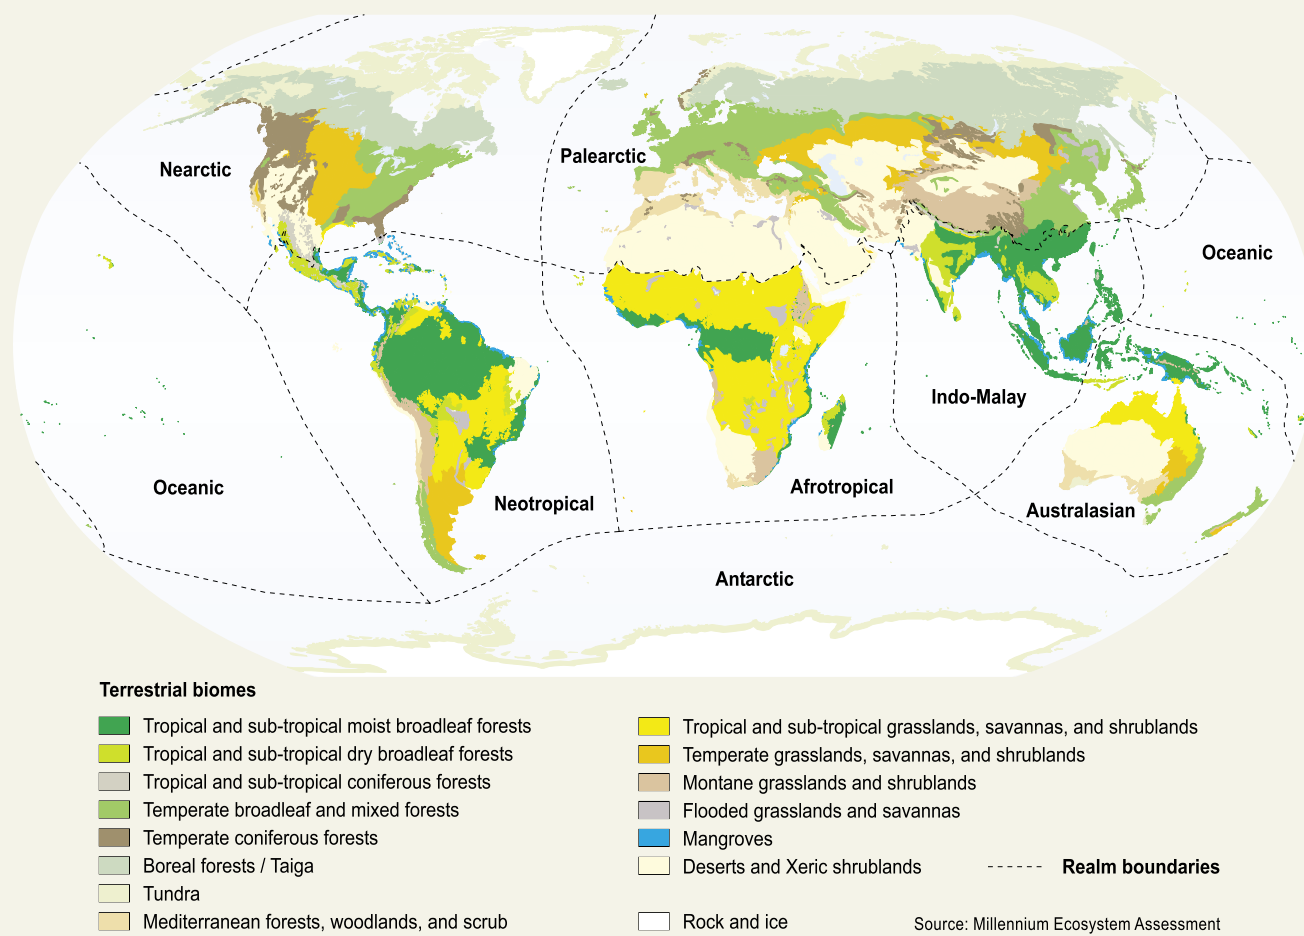 Nearctic
Palearctic
Oceanic
Indo-Malay
Oceanic
Neotropical
Afrotropical
Australasian
Antarctic
Terrestrial biomes
Tropical and sub-tropical moist broadleaf forests
Tropical and sub-tropical dry broadleaf forests
Tropical and sub-tropical coniferous forests
Temperate broadleaf and mixed forests
Temperate coniferous forests
Boreal forests / Taiga
Tundra
Mediterranean forests, woodlands, and scrub
Tropical and sub-tropical grasslands, savannas, and shrublands
Temperate grasslands, savannas, and shrublands
Montane grasslands and shrublands
Flooded grasslands and savannas
Mangroves
Deserts and Xeric shrublands
Rock and ice
Realm boundaries
Source: Millennium Ecosystem Assessment